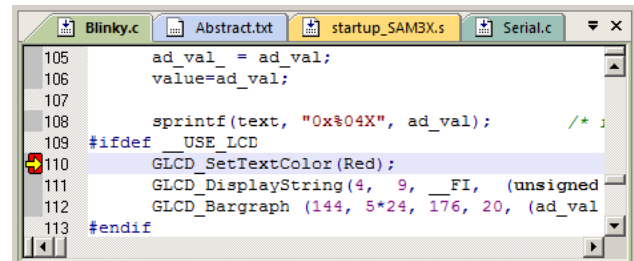 Blinky.c Abstract.txt startup_SAM3X.s Serial.c
105 ad_val_ = ad_val;
106 value=ad_val;
107
108 sprintf(text, "0x%04X", ad_val); /*
109 #ifdef __USE_LCD
110 GLCD_SetTextColor(Red);
111 GLCD_DisplayString(4, 9, __FI, (unsigned
112 GLCD_Bargraph (144, 5*24, 176, 20, (ad_val
113 #endif